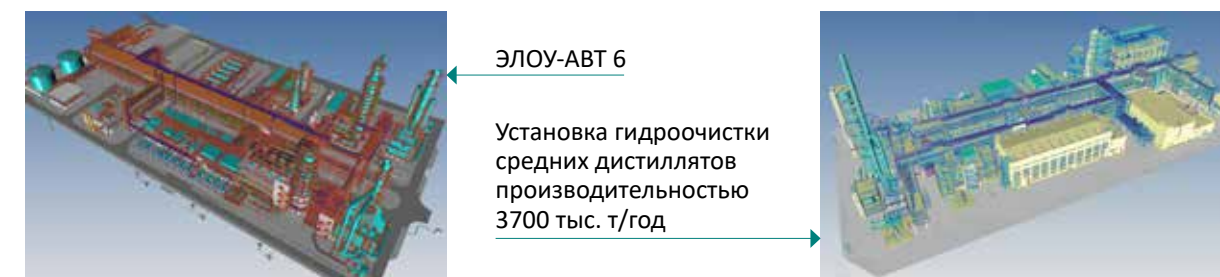 ЭЛОУ-АВТ 6
Установка гидроочистки
средних дистиллятов
производительностью
3700 тыс. т/год